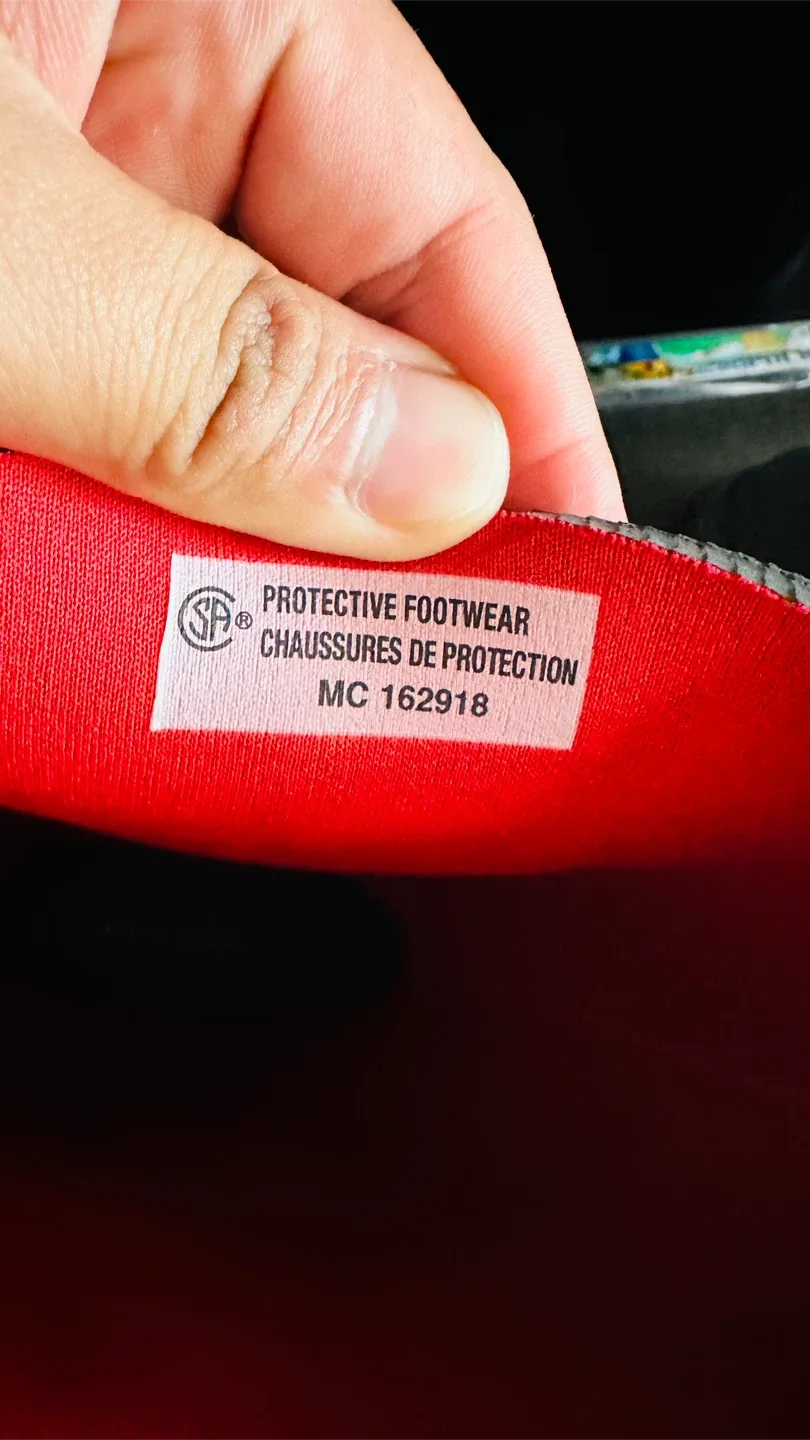 CSA® PROTECTIVE FOOTWEAR
CHAUSSURES DE PROTECTION
MC 162918